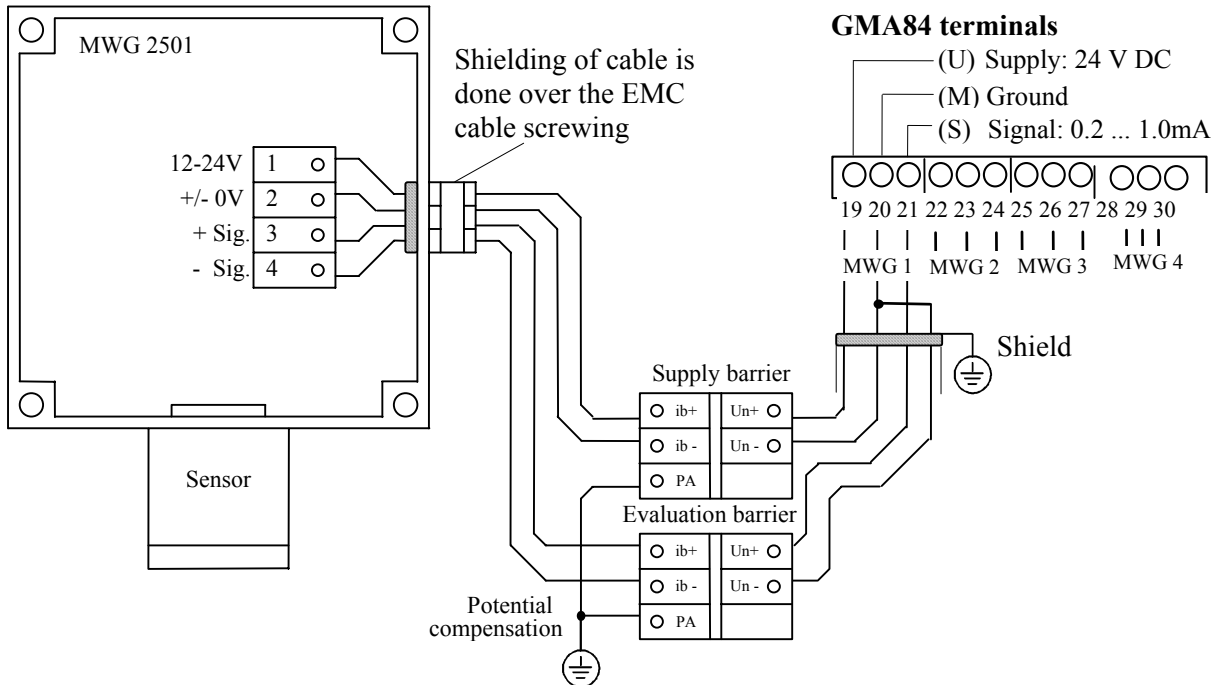 MWG 2501
12-24V 1
+/- 0V 2
+ Sig. 3
- Sig. 4
Sensor
Shielding of cable is
done over the EMC
cable screwing
GMA84 terminals
(U) Supply: 24 V DC
(M) Ground
(S) Signal: 0.2 ... 1.0mA
19 20 21 22 23 24 25 26 27 28 29 30
MWG 1 MWG 2 MWG 3 MWG 4
Shield
Supply barrier
ib+ Un+
ib - Un -
PA
Evaluation barrier
ib+ Un+
ib - Un -
PA
Potential
compensation